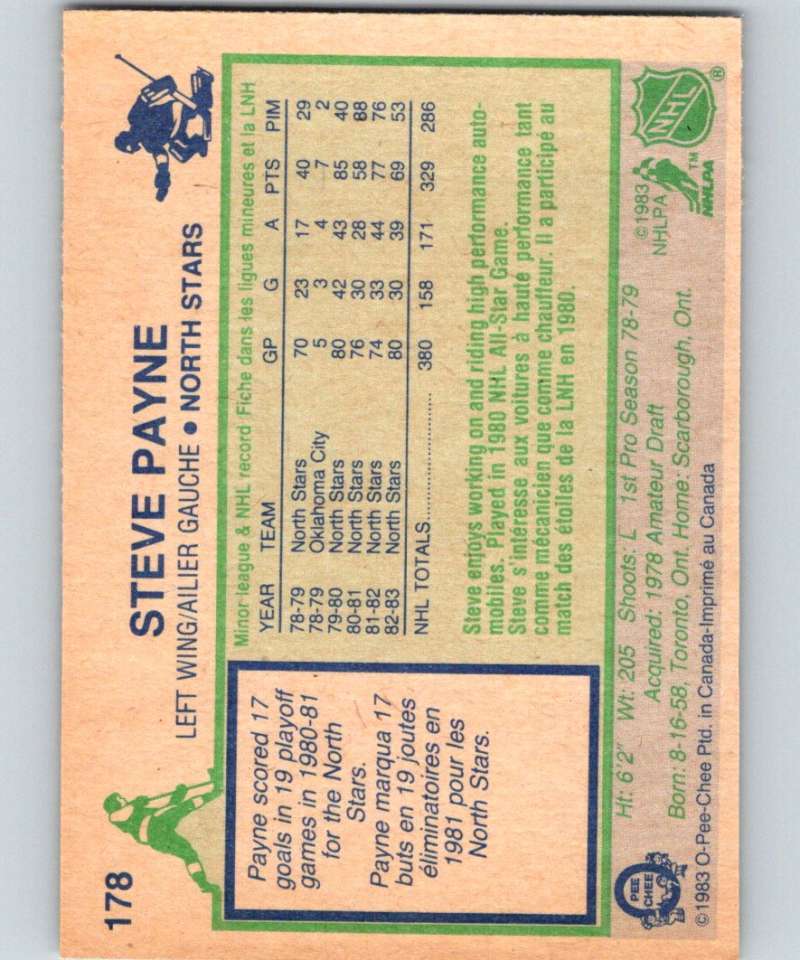 178
STEVE PAYNE
LEFT WING/AILIER GAUCHE • NORTH STARS
Payne scored 17
goals in 19 playoff
games in 1980-81
for the North
Stars.
Payne marqua 17
buts en 19 joutes
éliminatoires en
1981 pour les
North Stars.
Minor league & NHL record Fiche dans les ligues mineures et la LNH
YEAR TEAM GP G A PTS PIM
78-79 North Stars 70 23 17 40 29
78-79 Oklahoma City 5 3 4 7 2
79-80 North Stars 80 42 43 85 40
80-81 North Stars 76 30 28 58 88
81-82 North Stars 74 33 44 77 76
82-83 North Stars 80 30 39 69 53
NHL TOTALS 380 158 171 329 286
Steve enjoys working on and riding high performance auto-
mobiles. Played in 1980 NHL All-Star Game.
Steve s'intéresse aux voitures à haute performance tant
comme mécanicien que comme chauffeur. Il a participé au
match des étoiles de la LNH en 1980.
Ht: 6'2" Wt: 205 Shoots: L 1st Pro Season 78-79
Acquired: 1978 Amateur Draft
Born: 8-16-58, Toronto, Ont. Home: Scarborough, Ont.
©1983
NHLPA
NHLPA
TM
NHL
®
PEE
CHEE
©1983 O-Pee-Chee Ptd. in Canada-Imprimé au Canada